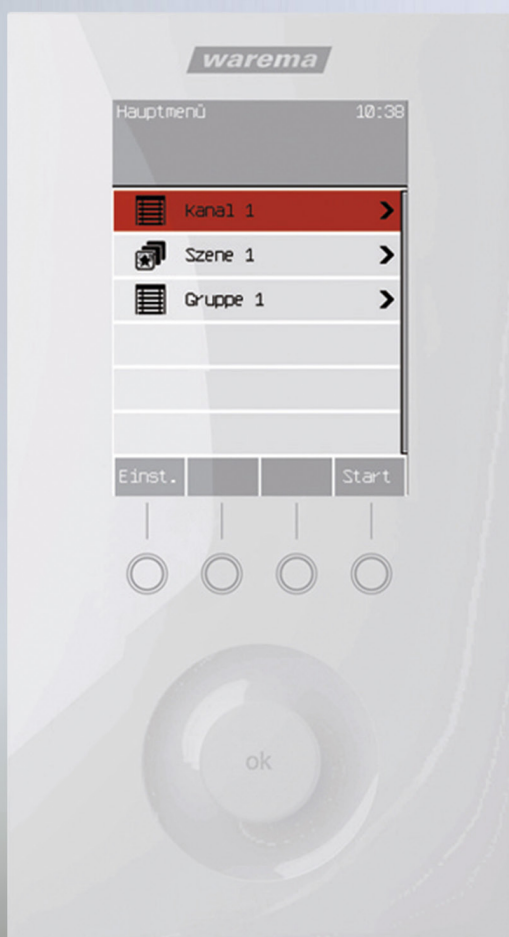 warema
Hauptmenü 10:38
Kanal 1
Szene 1
Gruppe 1
Einst. Start
ok